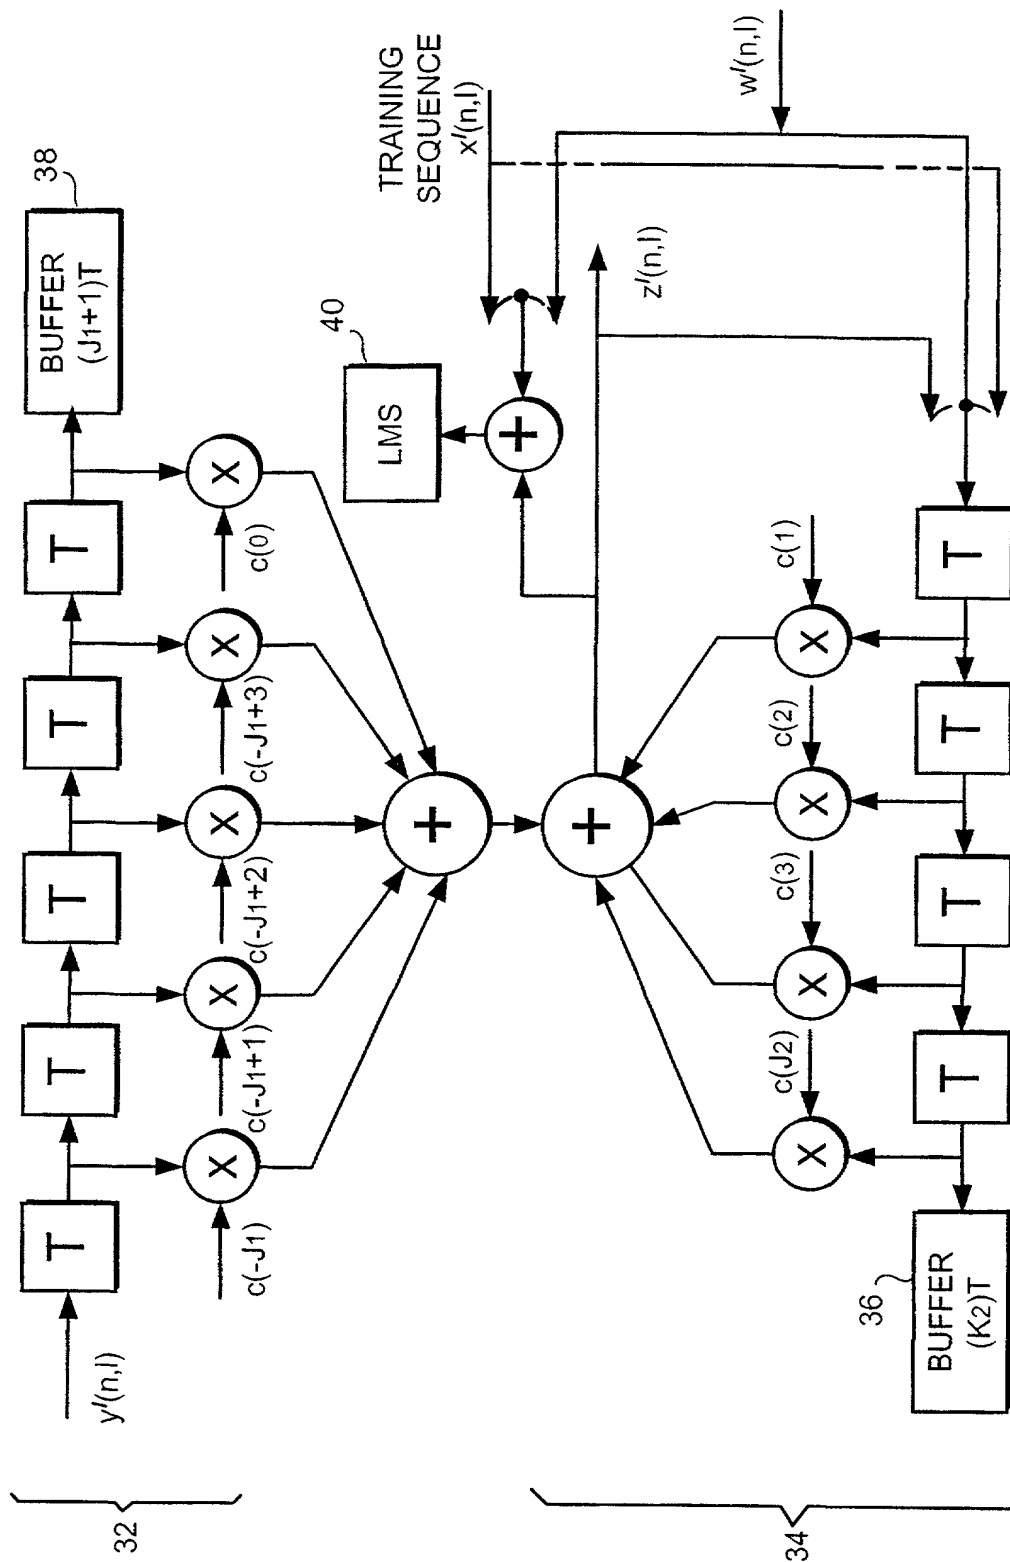 y'(n,l)
T
T
T
T
T
BUFFER
(J1+1)T
38
32
X
X
X
X
X
c(-J1)
c(-J1+1)
c(-J1+2)
c(-J1+3)
c(0)
+
+
LMS
40
+
TRAINING
SEQUENCE
x'(n,l)
z'(n,l)
w'(n,l)
34
c(J2)
c(3)
c(2)
c(1)
X
X
X
X
36
BUFFER
(K2)T
T
T
T
T